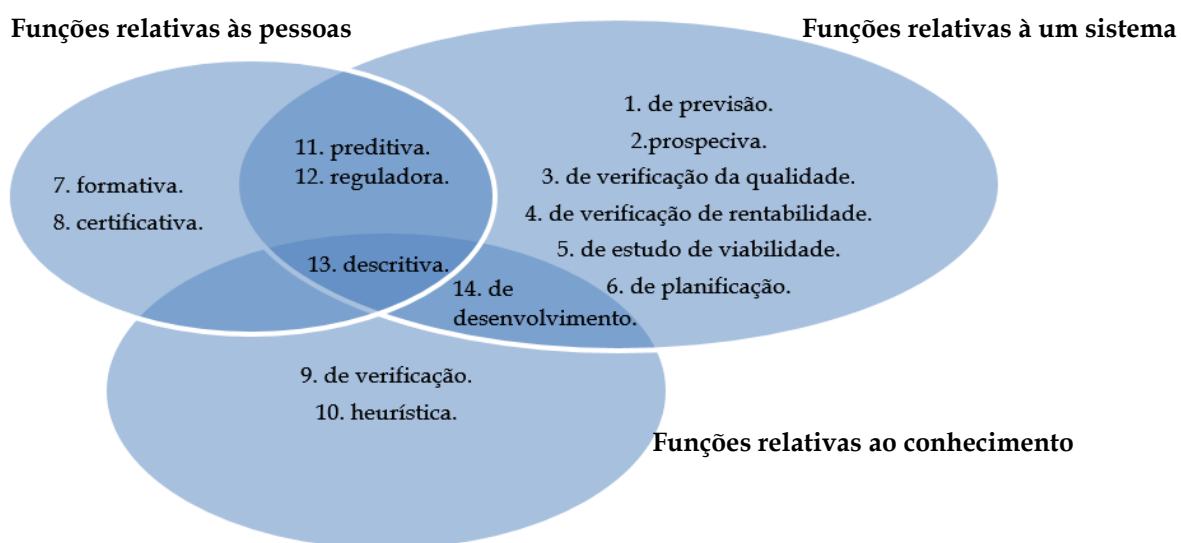 Funções relativas às pessoas
Funções relativas à um sistema
1. de previsão.
2.prospeciva.
3. de verificação da qualidade.
4. de verificação de rentabilidade.
5. de estudo de viabilidade.
6. de planificação.
11. preditiva.
12. reguladora.
7. formativa.
8. certificativa.
13. descritiva.
14. de
desenvolvimento.
9. de verificação.
10. heurística.
Funções relativas ao conhecimento